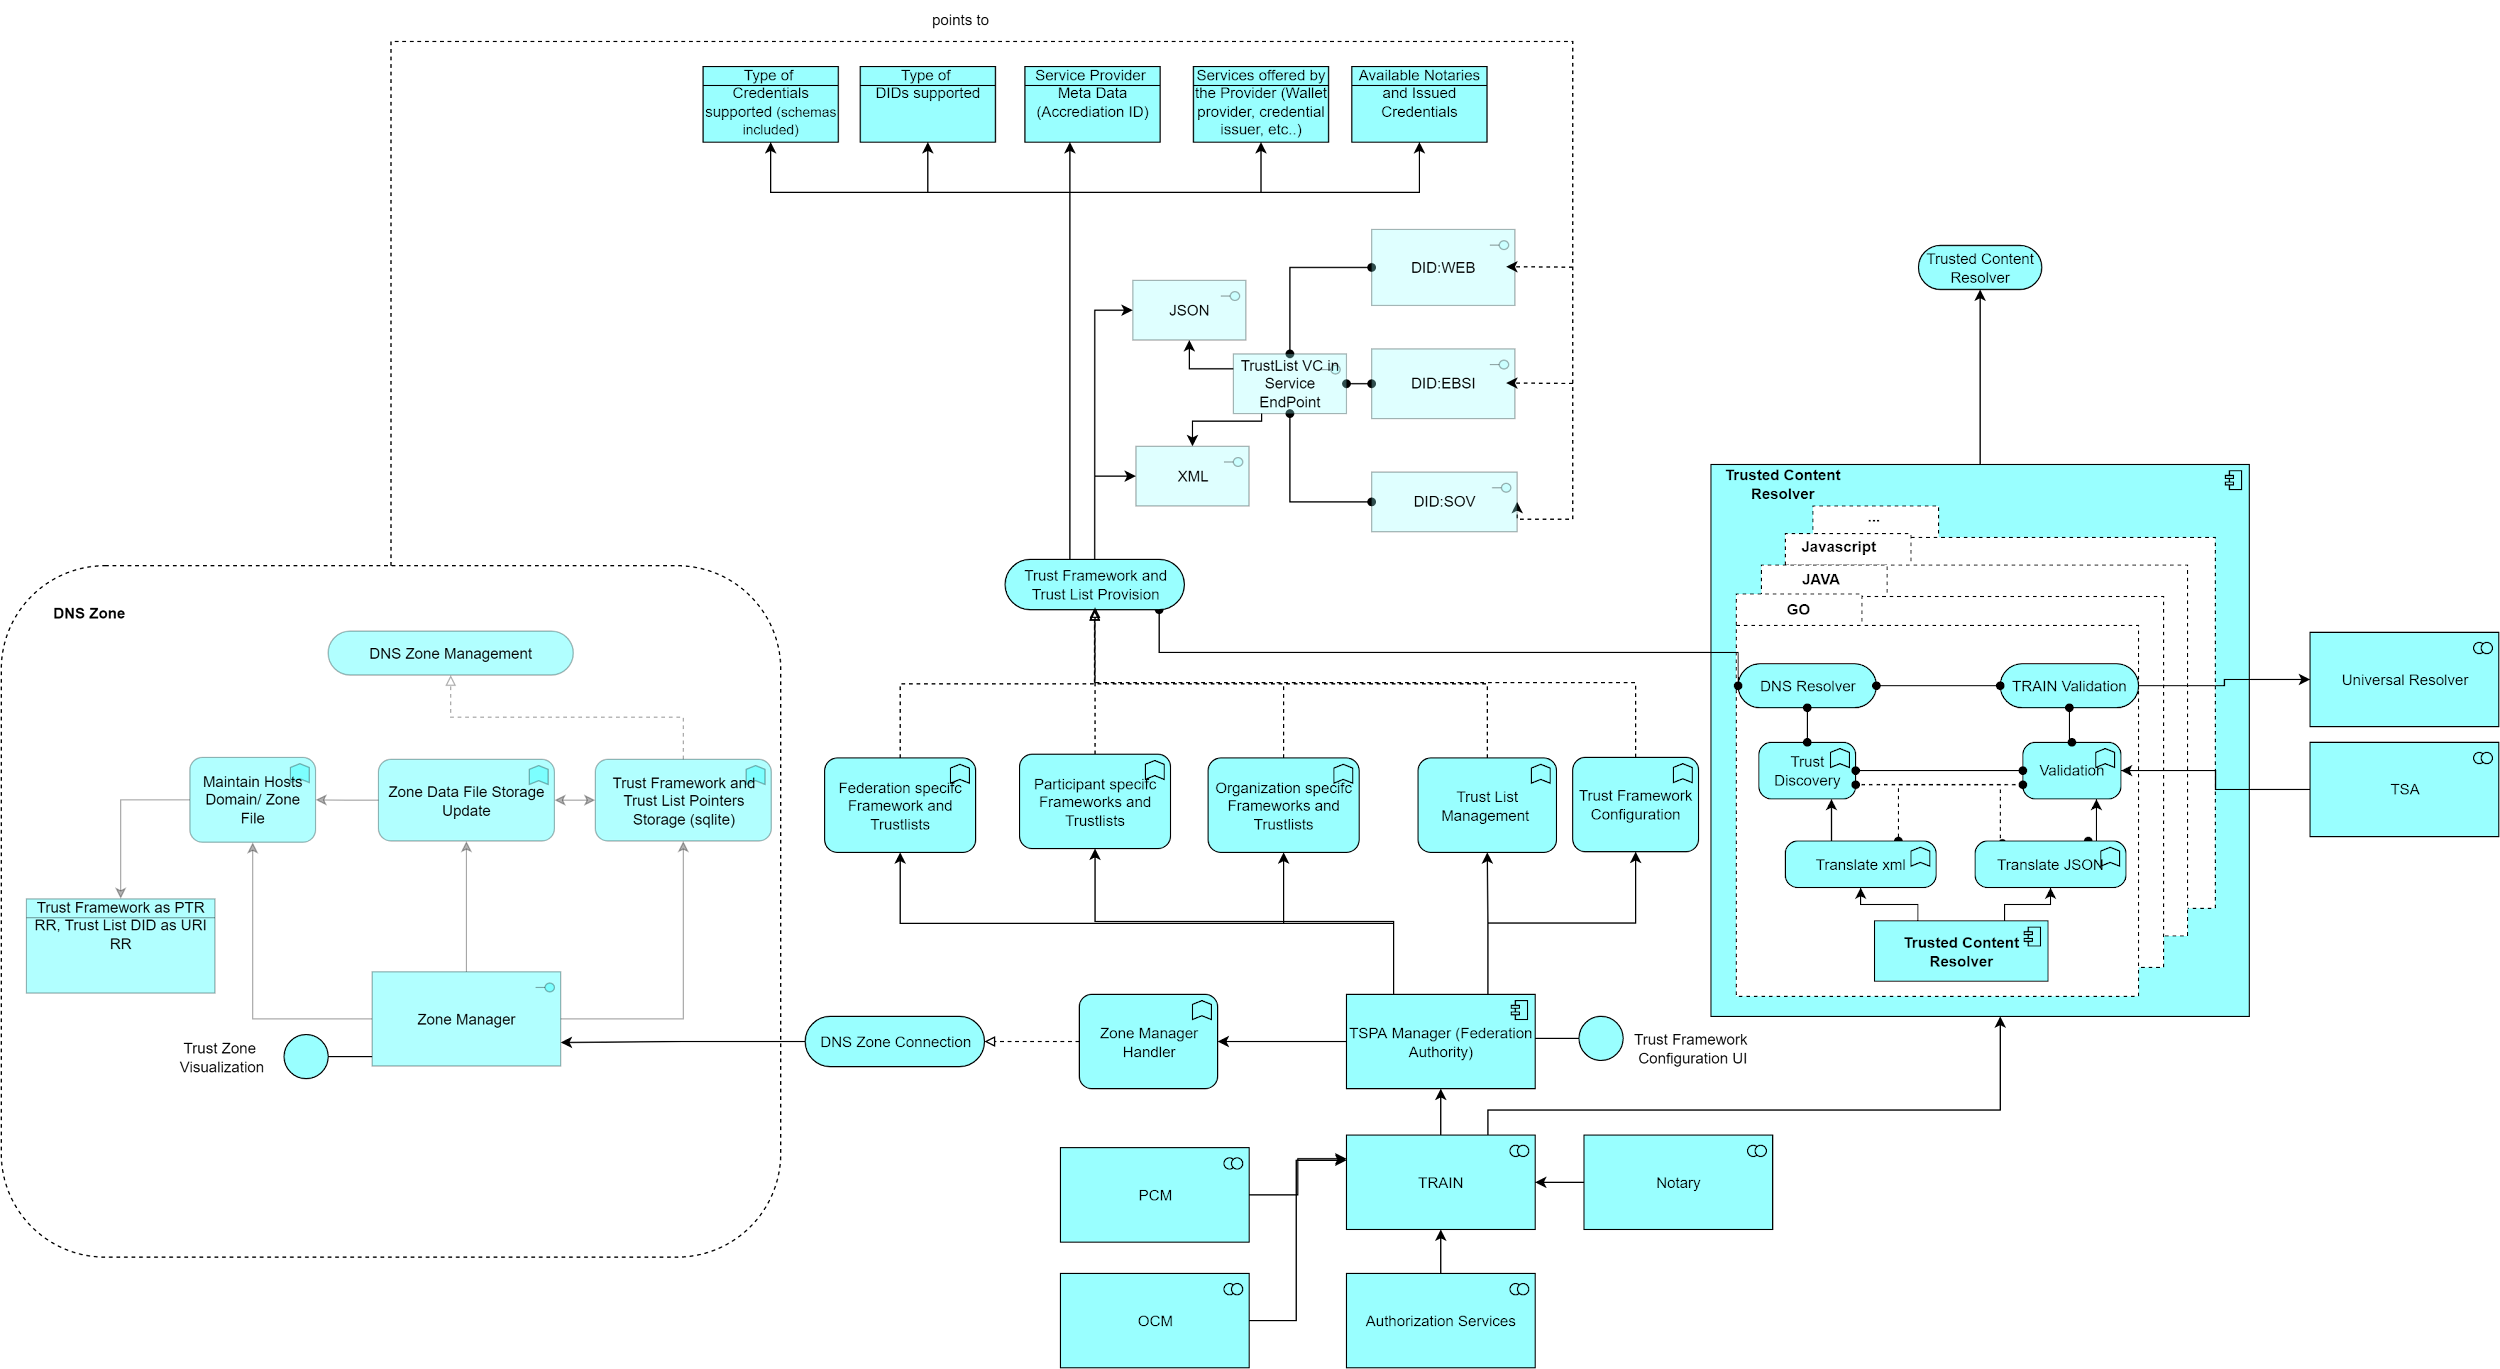 points to
Type of
Credentials
supported (schemas
included)
Type of
DIDs supported
Service Provider
Meta Data
(Accrediation ID)
Services offered by
the Provider (Wallet
provider, credential
issuer, etc..)
Available Notaries
and Issued
Credentials
DID:WEB
JSON
TrustList VC in
Service
EndPoint
DID:EBSI
XML
DID:SOV
Trusted Content
Resolver
Trusted Content
Resolver
...
Javascript
JAVA
GO
Trust Framework and
Trust List Provision
DNS Zone
DNS Zone Management
Maintain Hosts
Domain/ Zone
File
Zone Data File Storage
Update
Trust Framework and
Trust List Pointers
Storage (sqlite)
Trust Framework as PTR
RR, Trust List DID as URI
RR
Zone Manager
Trust Zone
Visualization
Federation specifc
Framework and
Trustlists
Participant specifc
Frameworks and
Trustlists
Organization specifc
Frameworks and
Trustlists
Trust List
Management
Trust Framework
Configuration
DNS Resolver
TRAIN Validation
Trust
Discovery
Validation
Translate xml
Translate JSON
Trusted Content
Resolver
Universal Resolver
TSA
DNS Zone Connection
Zone Manager
Handler
TSPA Manager (Federation
Authority)
Trust Framework
Configuration UI
PCM
TRAIN
Notary
OCM
Authorization Services